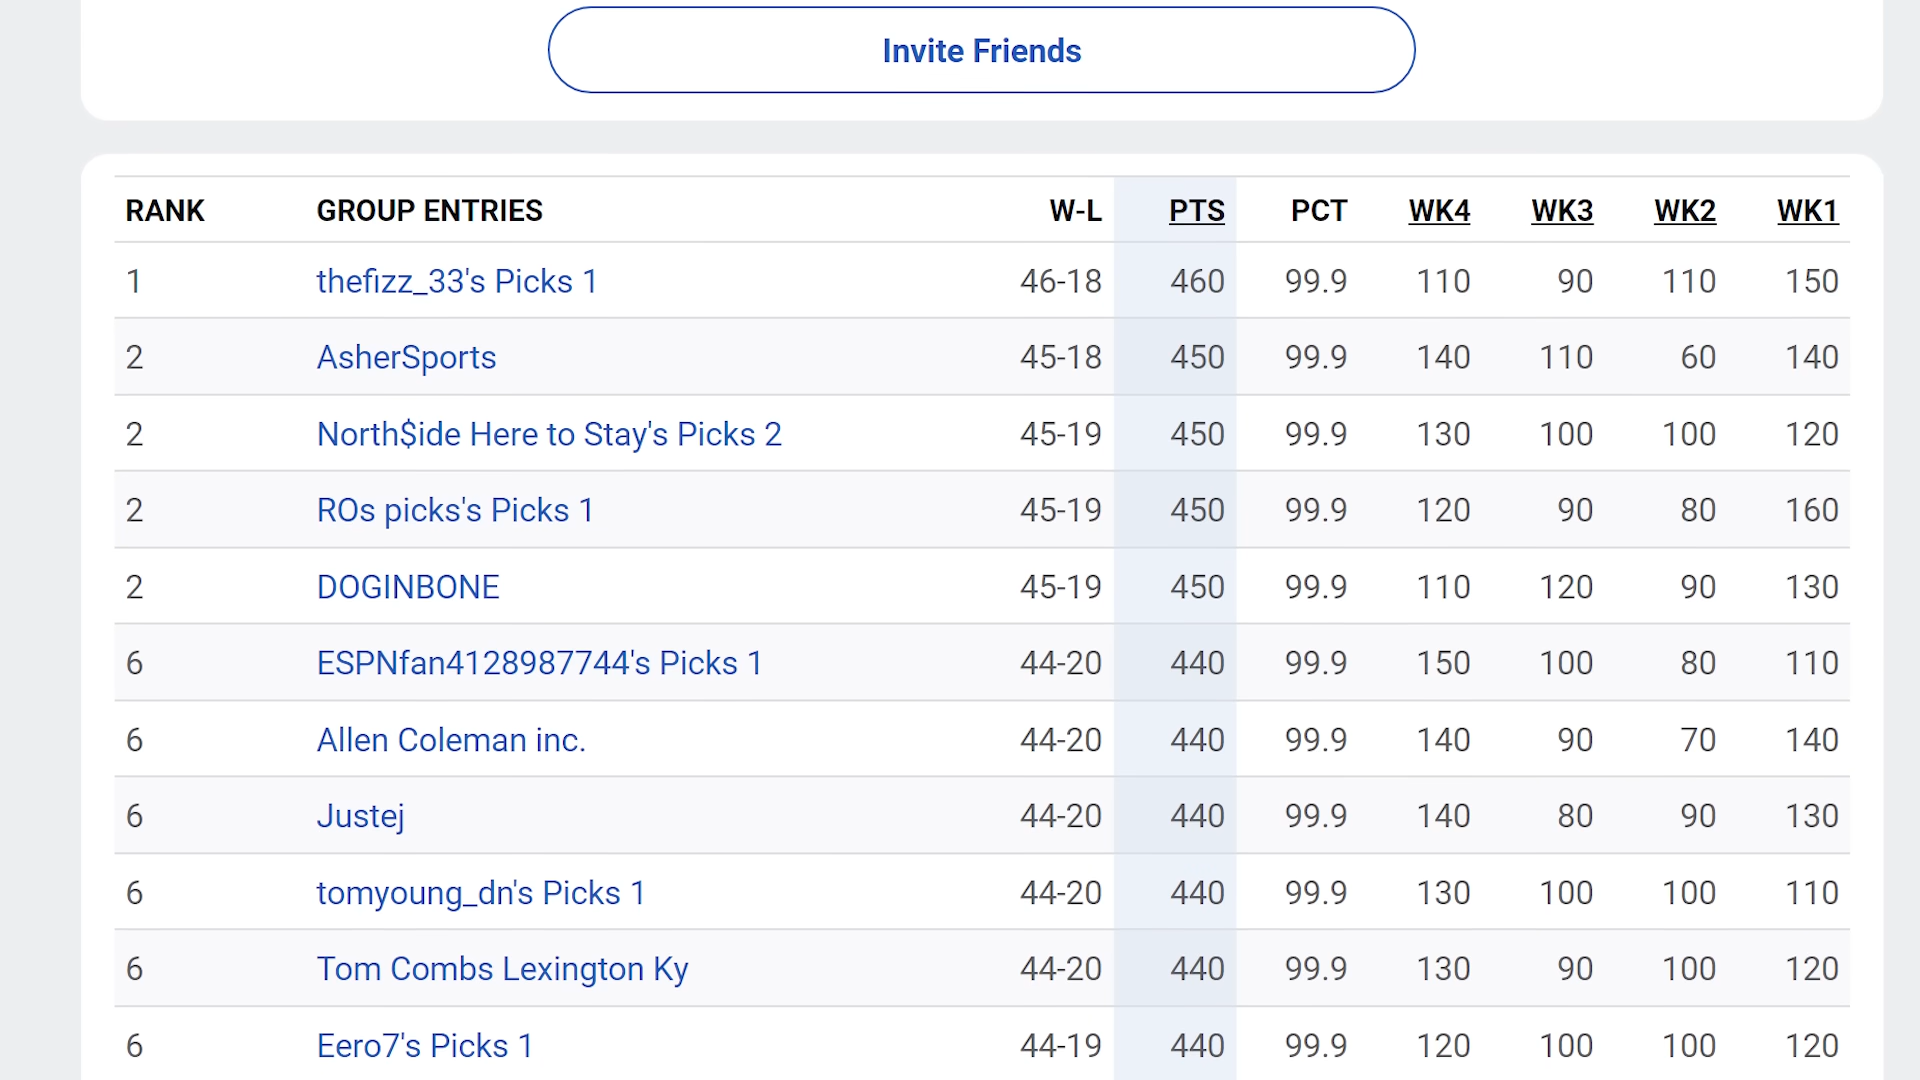 Invite Friends
RANK GROUP ENTRIES W-L PTS PCT WK4 WK3 WK2 WK1
1 thefizz_33's Picks 1 46-18 460 99.9 110 90 110 150
2 AsherSports 45-18 450 99.9 140 110 60 140
2 North$ide Here to Stay's Picks 2 45-19 450 99.9 130 100 100 120
2 ROs picks's Picks 1 45-19 450 99.9 120 90 80 160
2 DOGINBONE 45-19 450 99.9 110 120 90 130
6 ESPNfan4128987744's Picks 1 44-20 440 99.9 150 100 80 110
6 Allen Coleman inc. 44-20 440 99.9 140 90 70 140
6 Justej 44-20 440 99.9 140 80 90 130
6 tomyoung_dn's Picks 1 44-20 440 99.9 130 100 100 110
6 Tom Combs Lexington Ky 44-20 440 99.9 130 90 100 120
6 Eero7's Picks 1 44-19 440 99.9 120 100 100 120